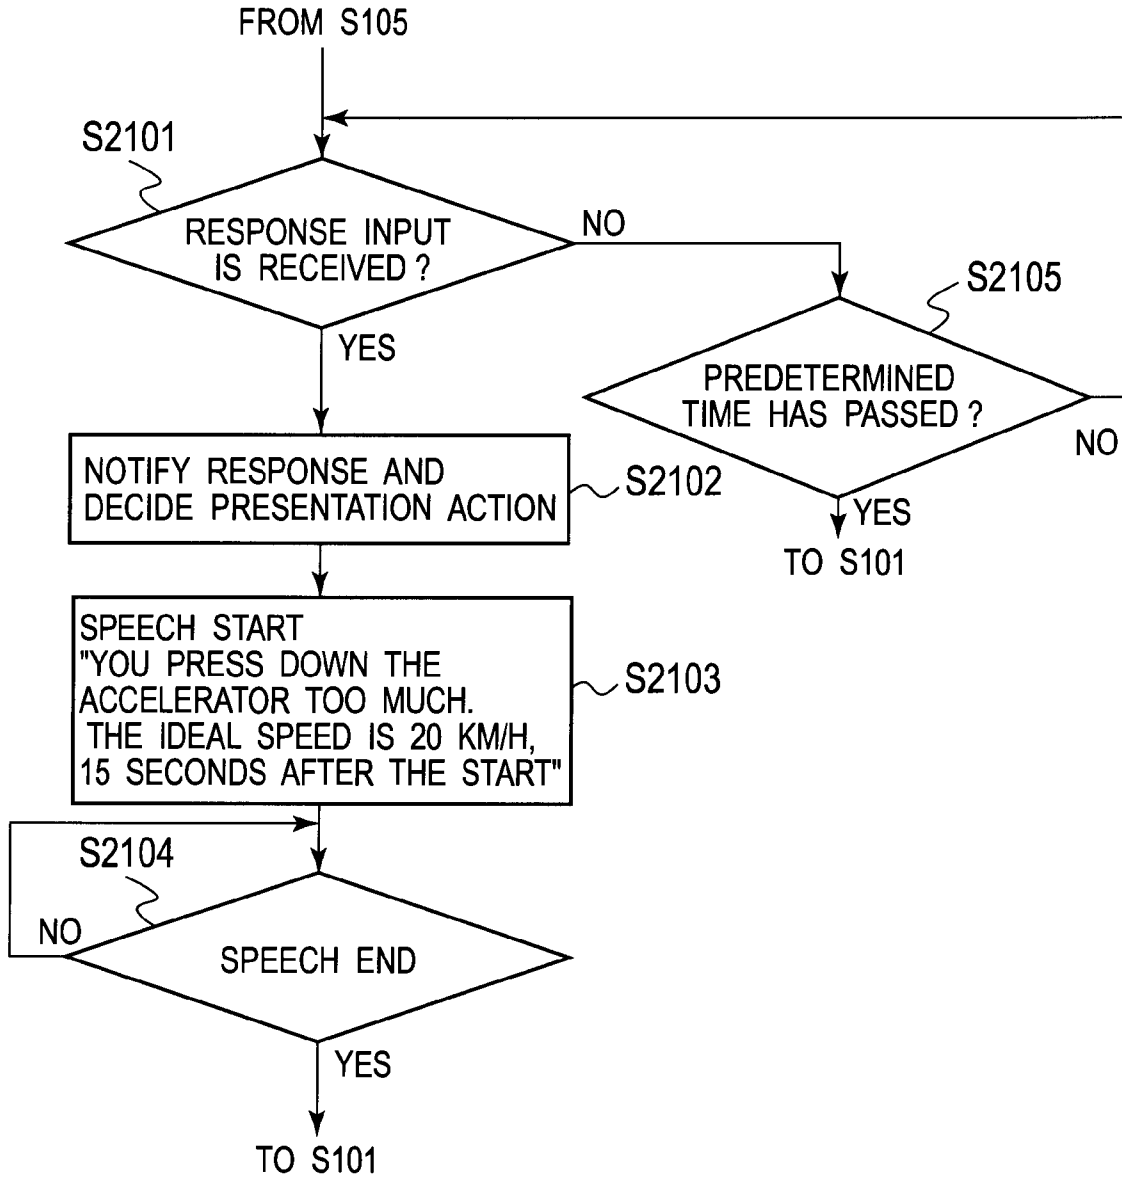 FROM S105
S2101
RESPONSE INPUT
IS RECEIVED ?
NO
S2105
PREDETERMINED
TIME HAS PASSED ?
NO
YES
TO S101
YES
NOTIFY RESPONSE AND
DECIDE PRESENTATION ACTION
S2102
SPEECH START
"YOU PRESS DOWN THE
ACCELERATOR TOO MUCH.
THE IDEAL SPEED IS 20 KM/H,
15 SECONDS AFTER THE START"
S2103
S2104
NO
SPEECH END
YES
TO S101